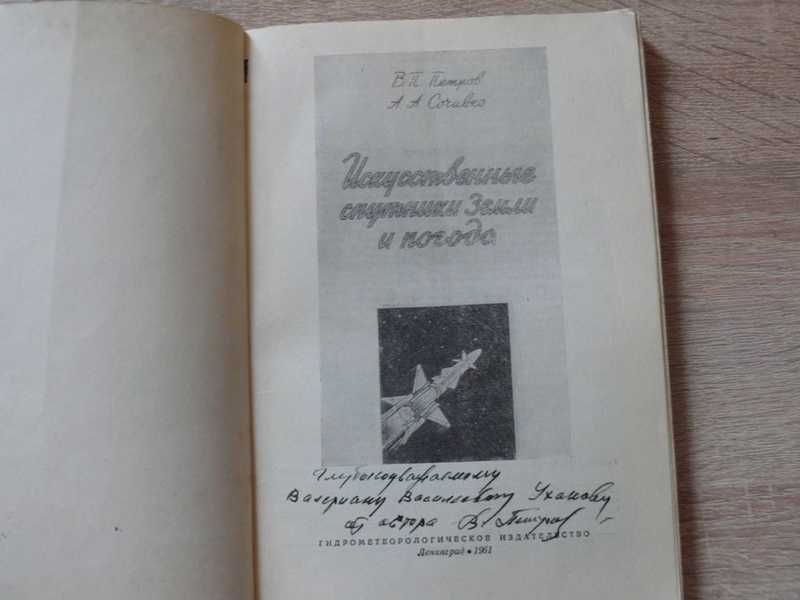 В. П. Петров
А. А. Сочивко
Искусственные
спутники Земли
и погода
Глубокоуважаемому
Валериану Васильевичу Уханову
от автора В. Петров
ГИДРОМЕТЕОРОЛОГИЧЕСКОЕ ИЗДАТЕЛЬСТВО
Ленинград • 1961